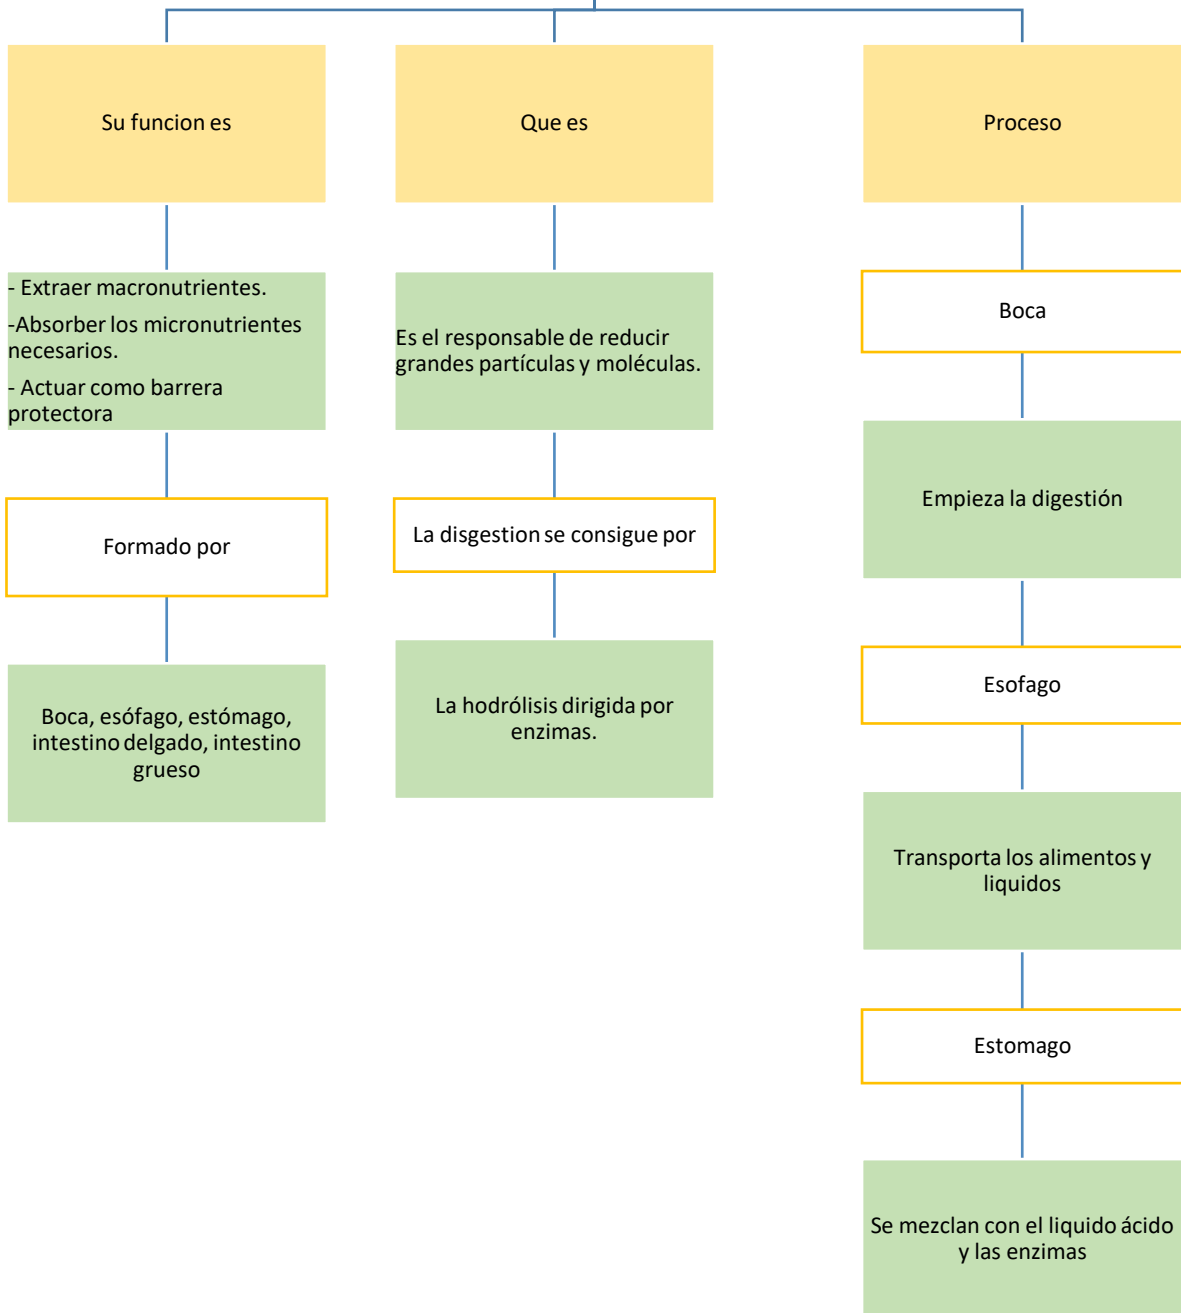 Su funcion es
Que es
Proceso
- Extraer macronutrientes.
-Absorber los micronutrientes
necesarios.
- Actuar como barrera
protectora
Formado por
Boca, esófago, estómago,
intestino delgado, intestino
grueso
Es el responsable de reducir
grandes partículas y moléculas.
La disgestion se consigue por
La hodrólisis dirigida por
enzimas.
Boca
Empieza la digestión
Esofago
Transporta los alimentos y
liquidos
Estomago
Se mezclan con el liquido ácido
y las enzimas